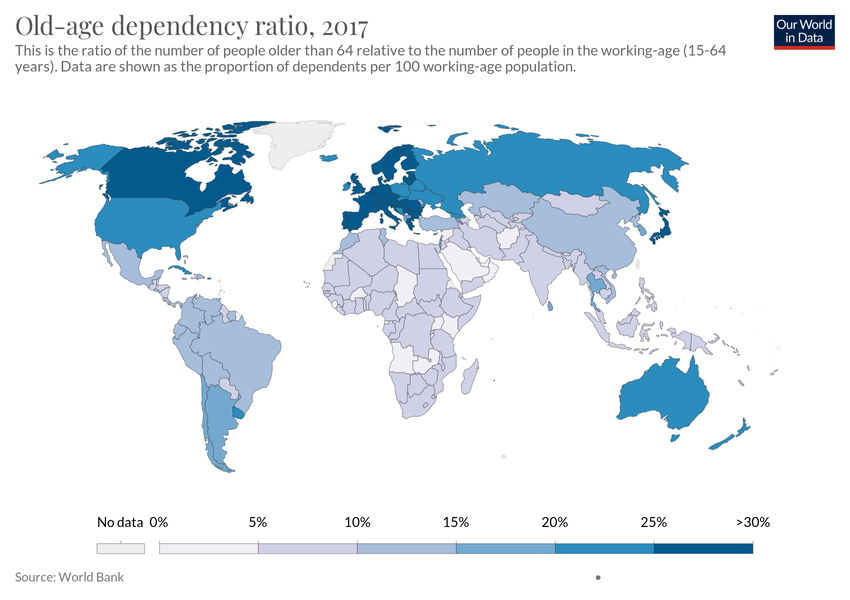 Old-age dependency ratio, 2017
This is the ratio of the number of people older than 64 relative to the number of people in the working-age (15-64
years). Data are shown as the proportion of dependents per 100 working-age population.
Our World
in Data
No data 0% 5% 10% 15% 20% 25% >30%
Source: World Bank